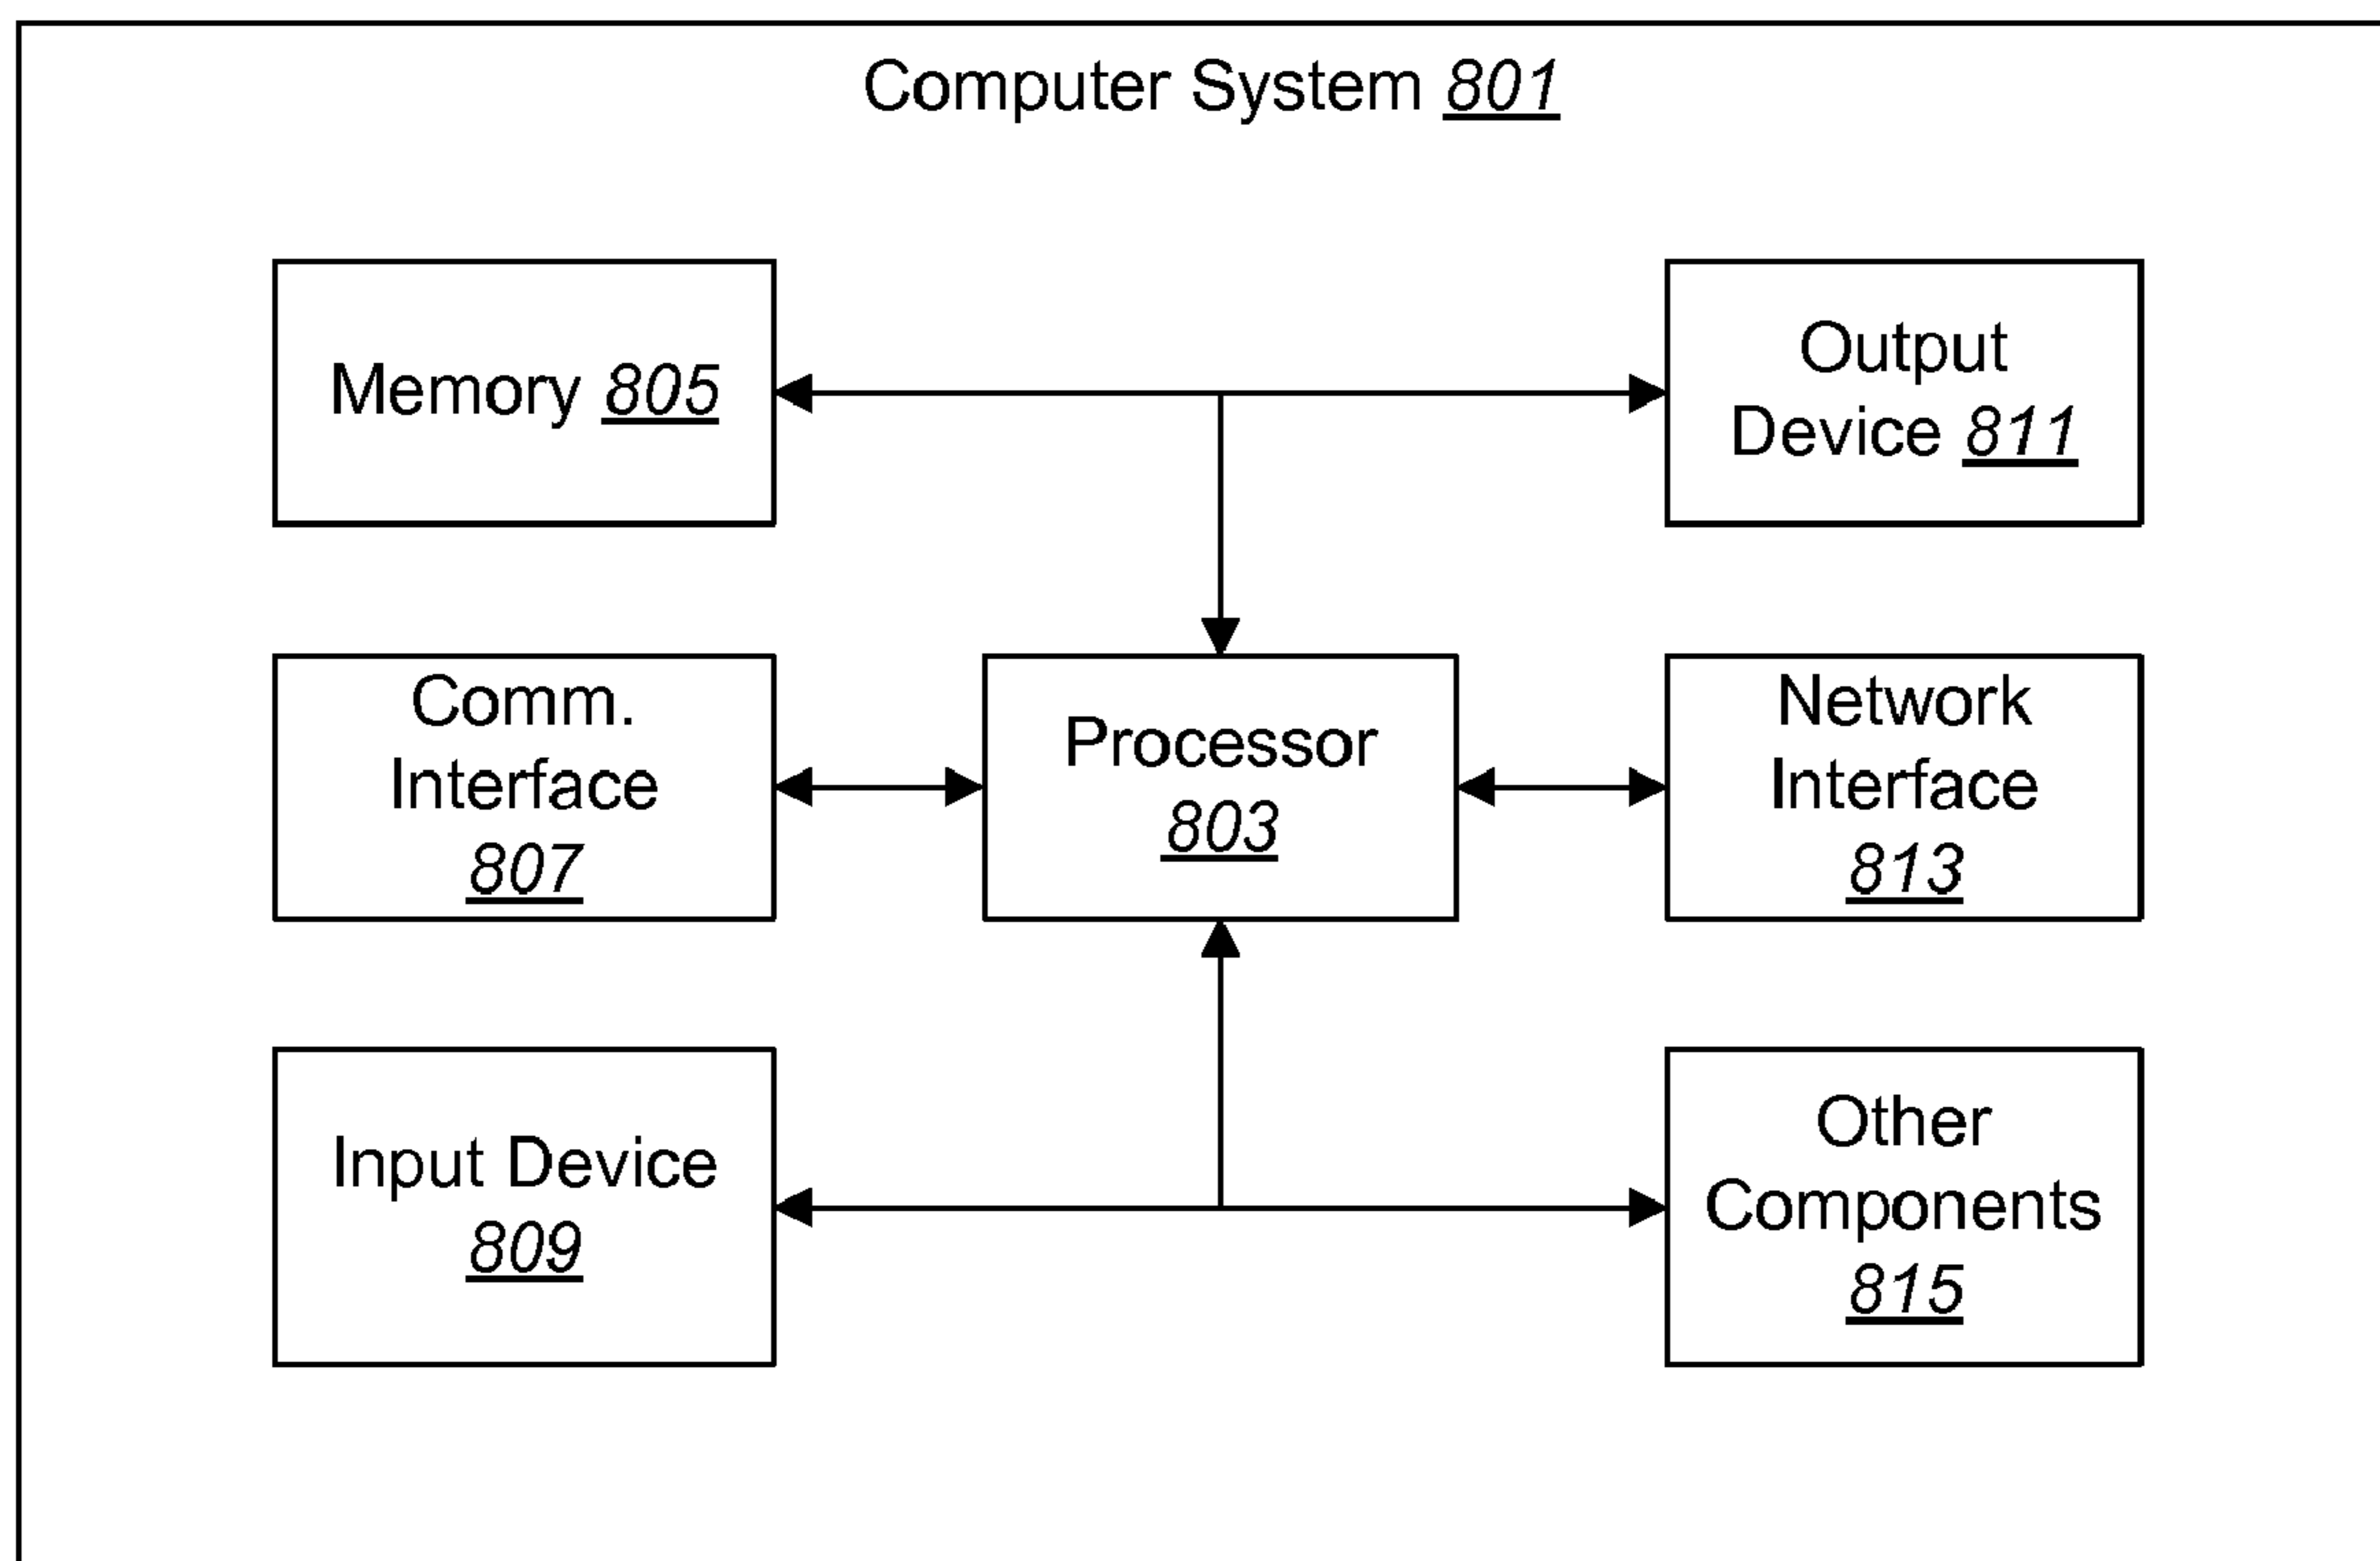 Computer System 801
Memory 805
Output
Device 811
Comm.
Interface
807
Processor
803
Network
Interface
813
Input Device
809
Other
Components
815